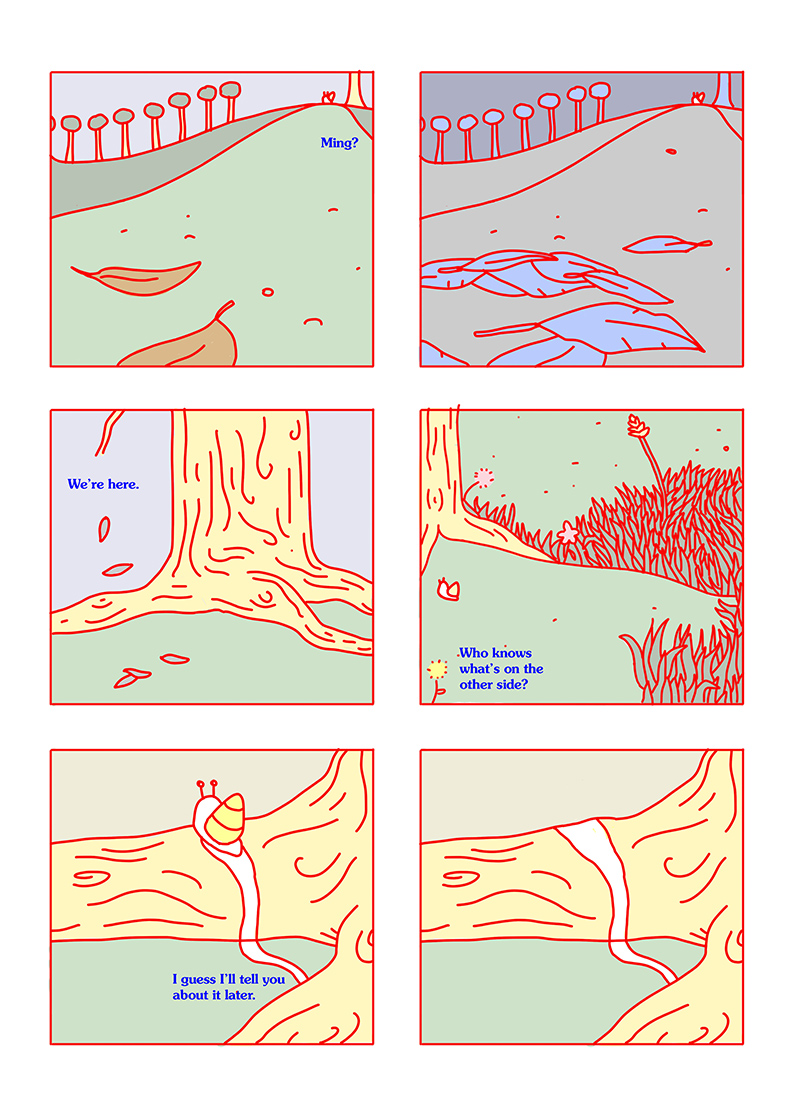 Ming?
We're here.
Who knows
what's on the
other side?
I guess I'll tell you
about it later.